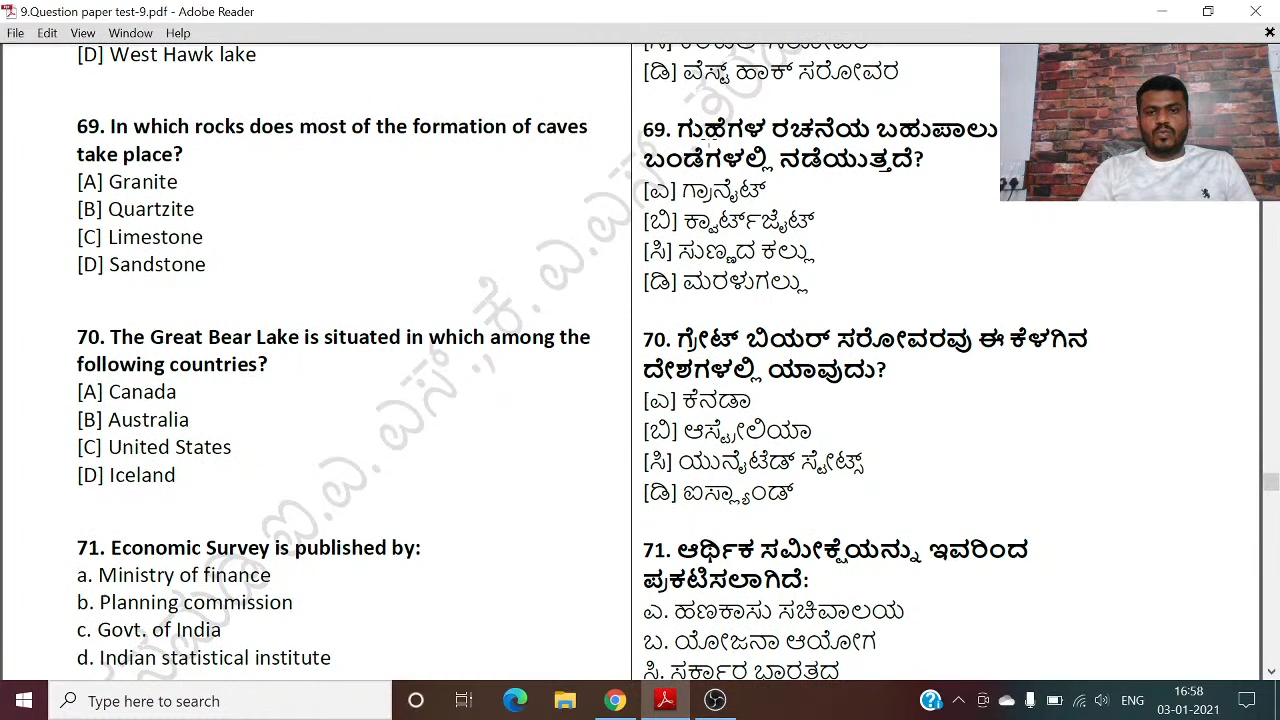 9.Question paper test-9.pdf - Adobe Reader
File Edit View Window Help
[D] West Hawk lake
69. In which rocks does most of the formation of caves
take place?
[A] Granite
[B] Quartzite
[C] Limestone
[D] Sandstone
70. The Great Bear Lake is situated in which among the
following countries?
[A] Canada
[B] Australia
[C] United States
[D] Iceland
71. Economic Survey is published by:
a. Ministry of finance
b. Planning commission
c. Govt. of India
d. Indian statistical institute
[ಡಿ] ವೆಸ್ಟ್ ಹಾಕ್ ಸರೋವರ
69. ಗುಹೆಗಳ ರಚನೆಯ ಬಹುಪಾಲು
ಬಂಡೆಗಳಲ್ಲಿ ನಡೆಯುತ್ತದೆ?
[ಎ] ಗ್ರಾನೈಟ್
[ಬಿ] ಕ್ವಾರ್ಟ್‌ಜೈಟ್
[ಸಿ] ಸುಣ್ಣದ ಕಲ್ಲು
[ಡಿ] ಮರಳುಗಲ್ಲು
70. ಗ್ರೇಟ್ ಬಿಯರ್ ಸರೋವರವು ಈ ಕೆಳಗಿನ
ದೇಶಗಳಲ್ಲಿ ಯಾವುದು?
[ಎ] ಕೆನಡಾ
[ಬಿ] ಆಸ್ಟ್ರೇಲಿಯಾ
[ಸಿ] ಯುನೈಟೆಡ್ ಸ್ಟೇಟ್ಸ್
[ಡಿ] ಐಸ್ಲ್ಯಾಂಡ್
71. ಆರ್ಥಿಕ ಸಮೀಕ್ಷೆಯನ್ನು ಇವರಿಂದ
ಪ್ರಕಟಿಸಲಾಗಿದೆ:
ಎ. ಹಣಕಾಸು ಸಚಿವಾಲಯ
ಬ. ಯೋಜನಾ ಆಯೋಗ
ಸಿ. ಸರ್ಕಾರ ಭಾರತದ
ಐ.ಎ.ಎಸ್., ಕೆ.ಎ.ಎಸ್.
Type here to search
ENG
16:58
03-01-2021